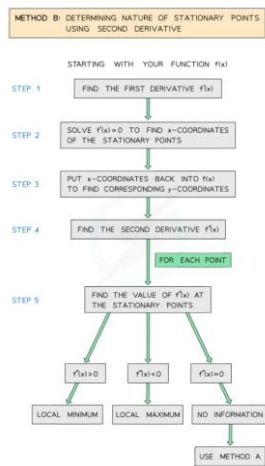 METHOD B: DETERMINING NATURE OF STATIONARY POINTS
USING SECOND DERIVATIVE
STARTING WITH YOUR FUNCTION f(x)
STEP 1
FIND THE FIRST DERIVATIVE f'(x)
STEP 2
SOLVE f'(x)=0 TO FIND x-COORDINATES
OF THE STATIONARY POINTS
STEP 3
PUT x-COORDINATES BACK INTO f(x)
TO FIND CORRESPONDING y-COORDINATES
STEP 4
FIND THE SECOND DERIVATIVE f"(x)
FOR EACH POINT
STEP 5
FIND THE VALUE OF f"(x) AT
THE STATIONARY POINTS
f"(x)>0
f"(x)<0
f"(x)=0
LOCAL MINIMUM
LOCAL MAXIMUM
NO INFORMATION
USE METHOD A